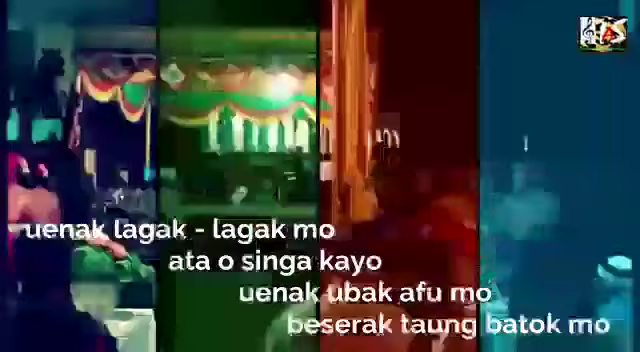 uenak lagak - lagak mo
ata o singa kayo
uenak ubak afu mo
beserak taung batok mo